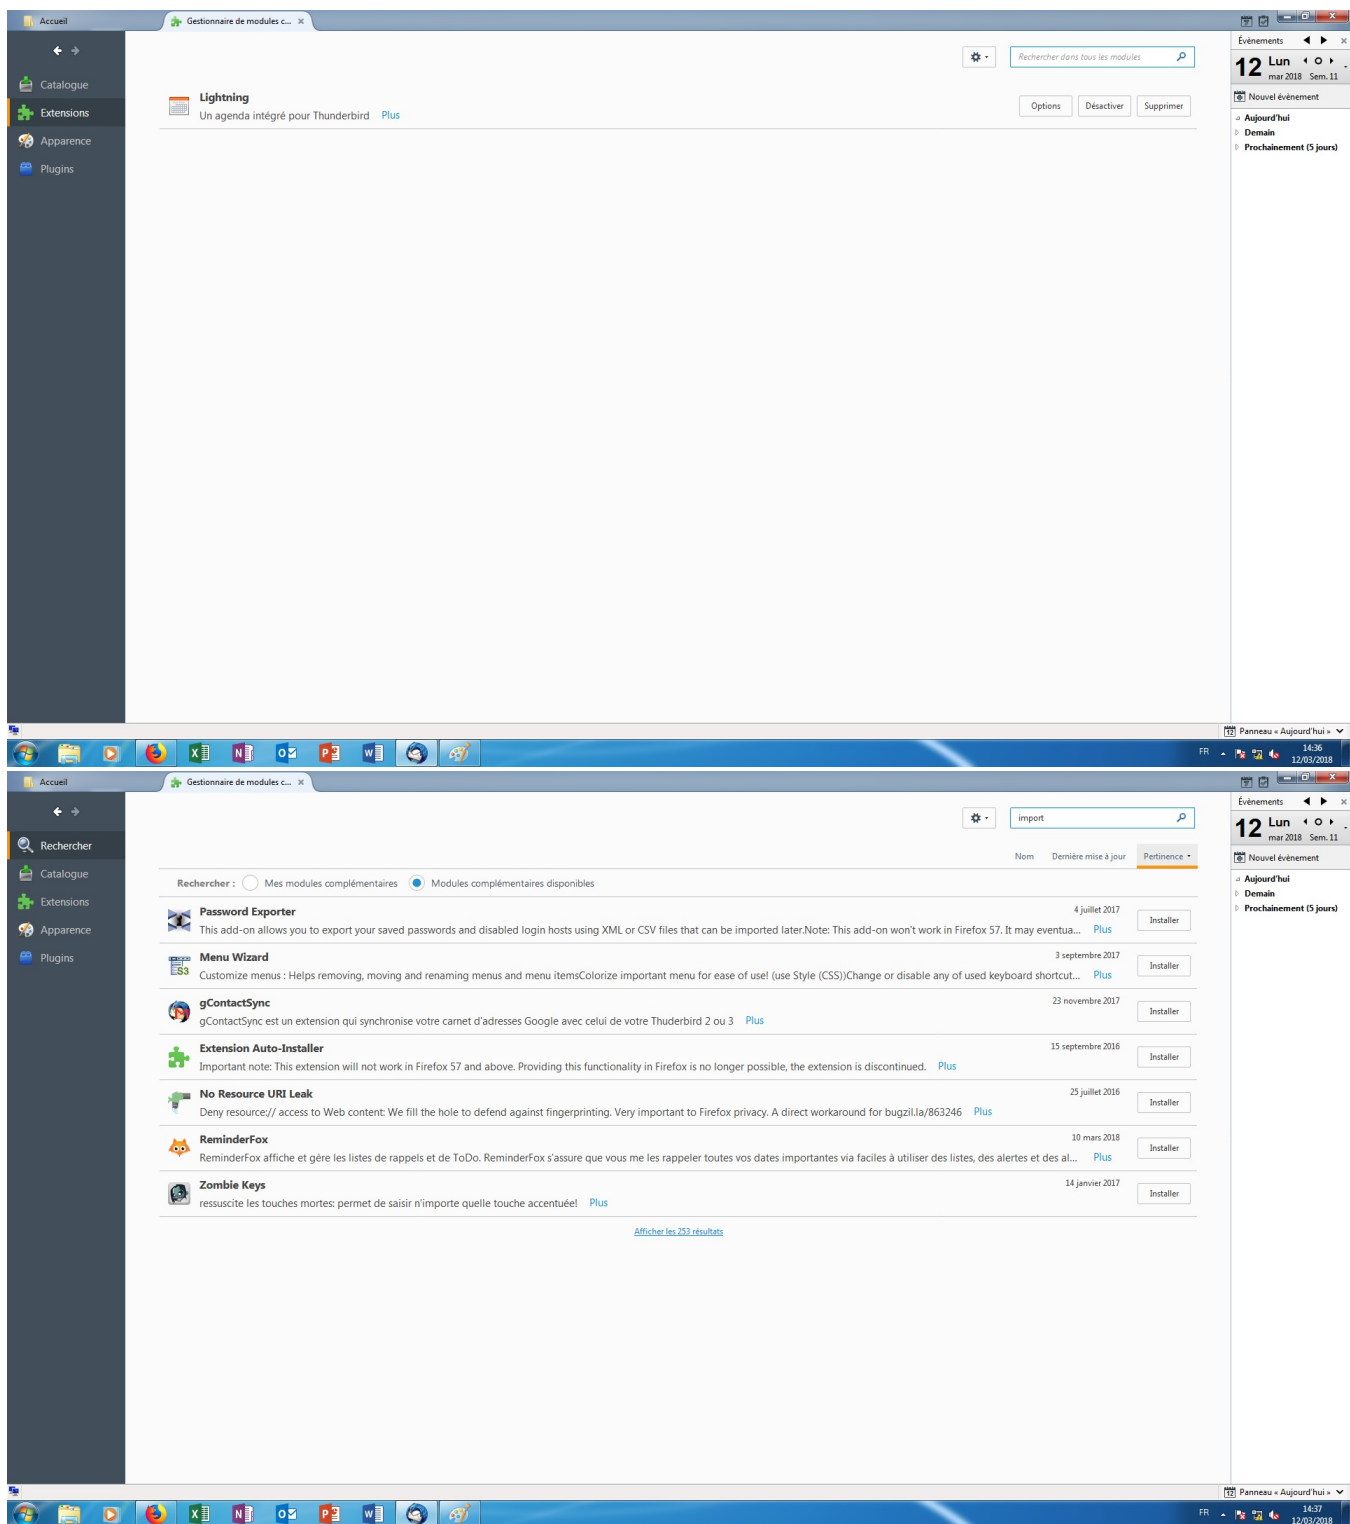 Accueil
Gestionnaire de modules c... ×
Évènements
Rechercher dans tous les modules
12 Lun
mar 2018 Sem. 11
Catalogue
Nouvel évènement
Lightning
Un agenda intégré pour Thunderbird Plus
Options Désactiver Supprimer
Extensions
Aujourd'hui
Demain
Apparence
Prochainement (5 jours)
Plugins
Panneau « Aujourd'hui »
FR
14:36
12/03/2018
Accueil
Gestionnaire de modules c... ×
Évènements
import
12 Lun
mar 2018 Sem. 11
Rechercher
Nom Dernière mise à jour Pertinence
Nouvel évènement
Catalogue
Rechercher : Mes modules complémentaires Modules complémentaires disponibles
Aujourd'hui
Demain
Extensions
Prochainement (5 jours)
Password Exporter 4 juillet 2017
Installer
This add-on allows you to export your saved passwords and disabled login hosts using XML or CSV files that can be imported later.Note: This add-on won't work in Firefox 57. It may eventua... Plus
Apparence
Plugins
Menu Wizard 3 septembre 2017
Installer
Customize menus : Helps removing, moving and renaming menus and menu itemsColorize important menu for ease of use! (use Style (CSS))Change or disable any of used keyboard shortcut... Plus
gContactSync 23 novembre 2017
Installer
gContactSync est un extension qui synchronise votre carnet d'adresses Google avec celui de votre Thuderbird 2 ou 3 Plus
Extension Auto-Installer 15 septembre 2016
Installer
Important note: This extension will not work in Firefox 57 and above. Providing this functionality in Firefox is no longer possible, the extension is discontinued. Plus
No Resource URI Leak 25 juillet 2016
Installer
Deny resource:// access to Web content: We fill the hole to defend against fingerprinting. Very important to Firefox privacy. A direct workaround for bugzil.la/863246 Plus
ReminderFox 10 mars 2018
Installer
ReminderFox affiche et gère les listes de rappels et de ToDo. ReminderFox s'assure que vous me les rappeler toutes vos dates importantes via faciles à utiliser des listes, des alertes et des al... Plus
Zombie Keys 14 janvier 2017
Installer
ressuscite les touches mortes: permet de saisir n'importe quelle touche accentuée! Plus
Afficher les 253 résultats
Panneau « Aujourd'hui »
FR
14:37
12/03/2018